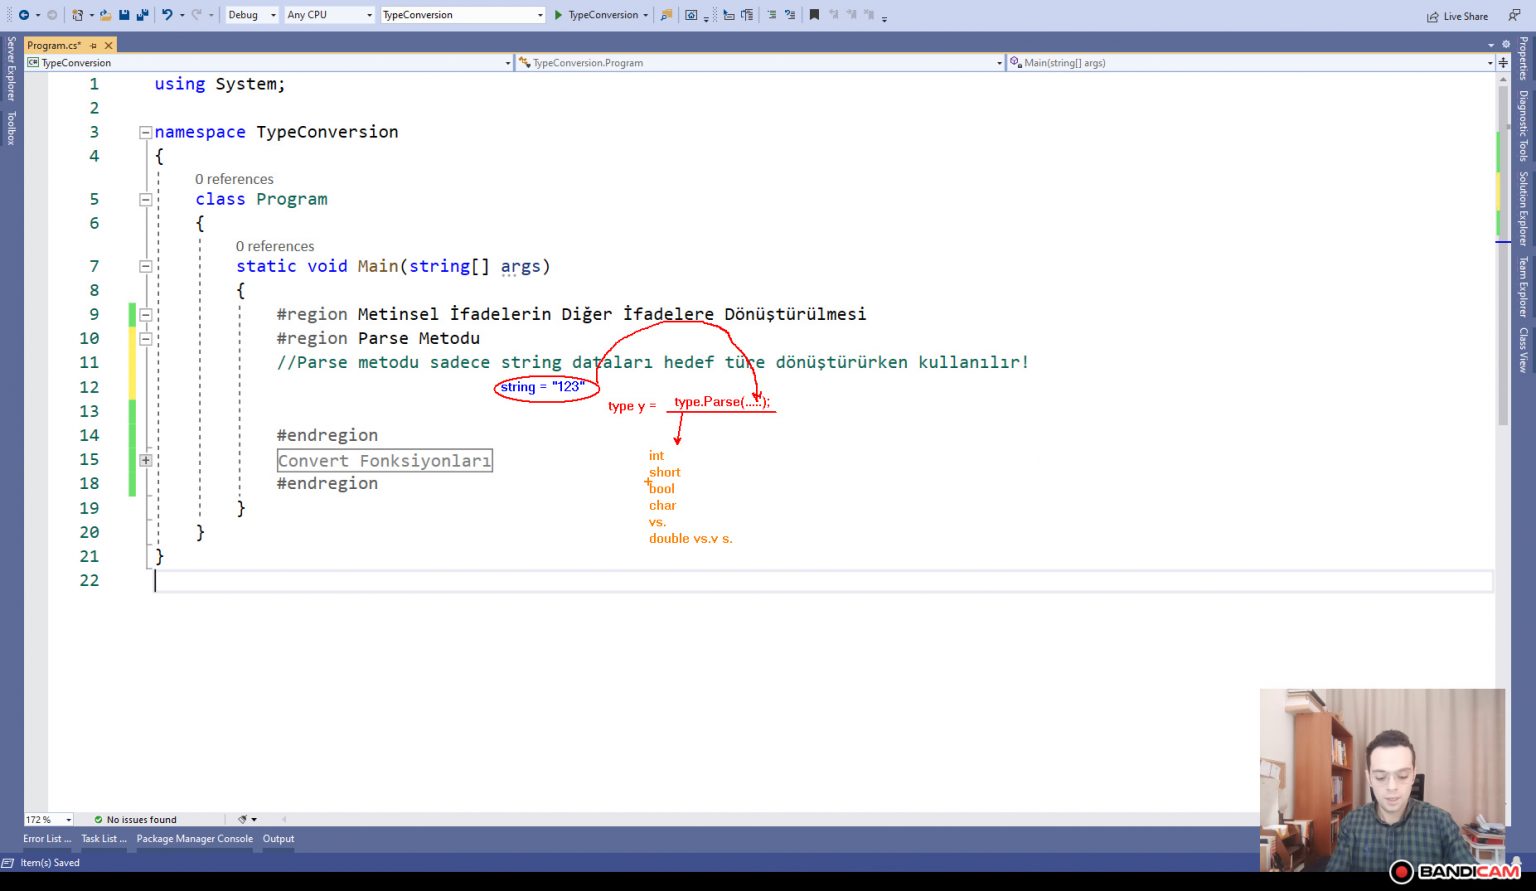 Debug
Any CPU
TypeConversion
TypeConversion
Live Share
Program.cs*
TypeConversion
TypeConversion.Program
Main(string[] args)
Server Explorer
Toolbox
Properties
Diagnostic Tools
Solution Explorer
Team Explorer
Class View
1 using System;
2
3 namespace TypeConversion
4 {
0 references
5 class Program
6 {
0 references
7 static void Main(string[] args)
8 {
9 #region Metinsel İfadelerin Diğer İfadelere Dönüştürülmesi
10 #region Parse Metodu
11 //Parse metodu sadece string dataları hedef türe dönüştürürken kullanılır!
12
string = "123"
type y = type.Parse(.....);
13
14 #endregion
15 Convert Fonksiyonları
18 #endregion
19 }
20 }
21 }
22
int
short
bool
char
vs.
double vs.v s.
172 %
No issues found
Error List ...
Task List ...
Package Manager Console
Output
Item(s) Saved
BANDICAM